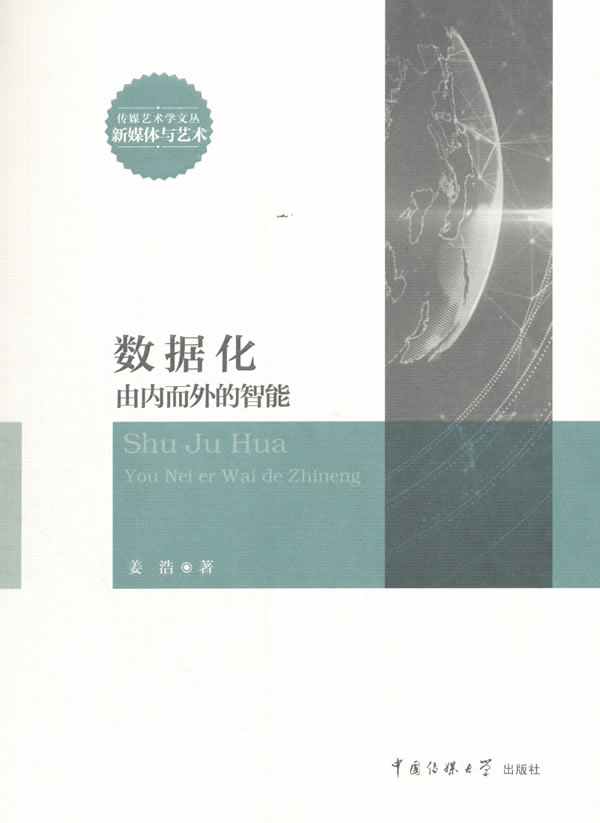 传媒艺术学文丛
新媒体与艺术
数据化
由内而外的智能
Shu Ju Hua
You Nei er Wai de Zhineng
姜 浩 ◉ 著
中国传媒大学 出版社